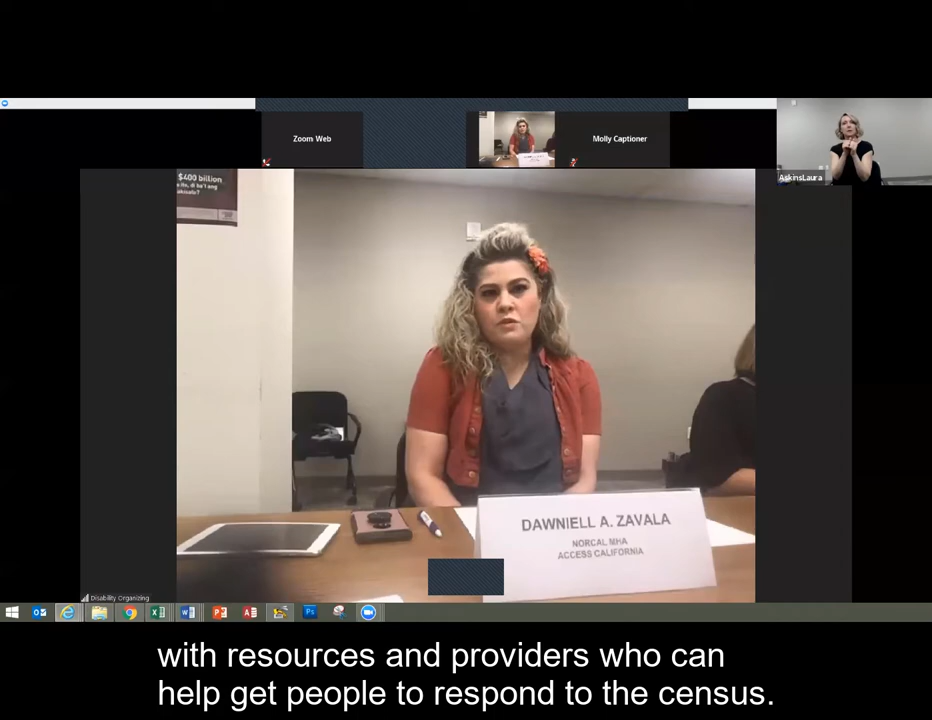 Zoom Web
Molly Captioner
AskinsLaura
$400 billion
DAWNIELL A. ZAVALA
NORCAL MHA
ACCESS CALIFORNIA
Disability Organizing
with resources and providers who can
help get people to respond to the census.